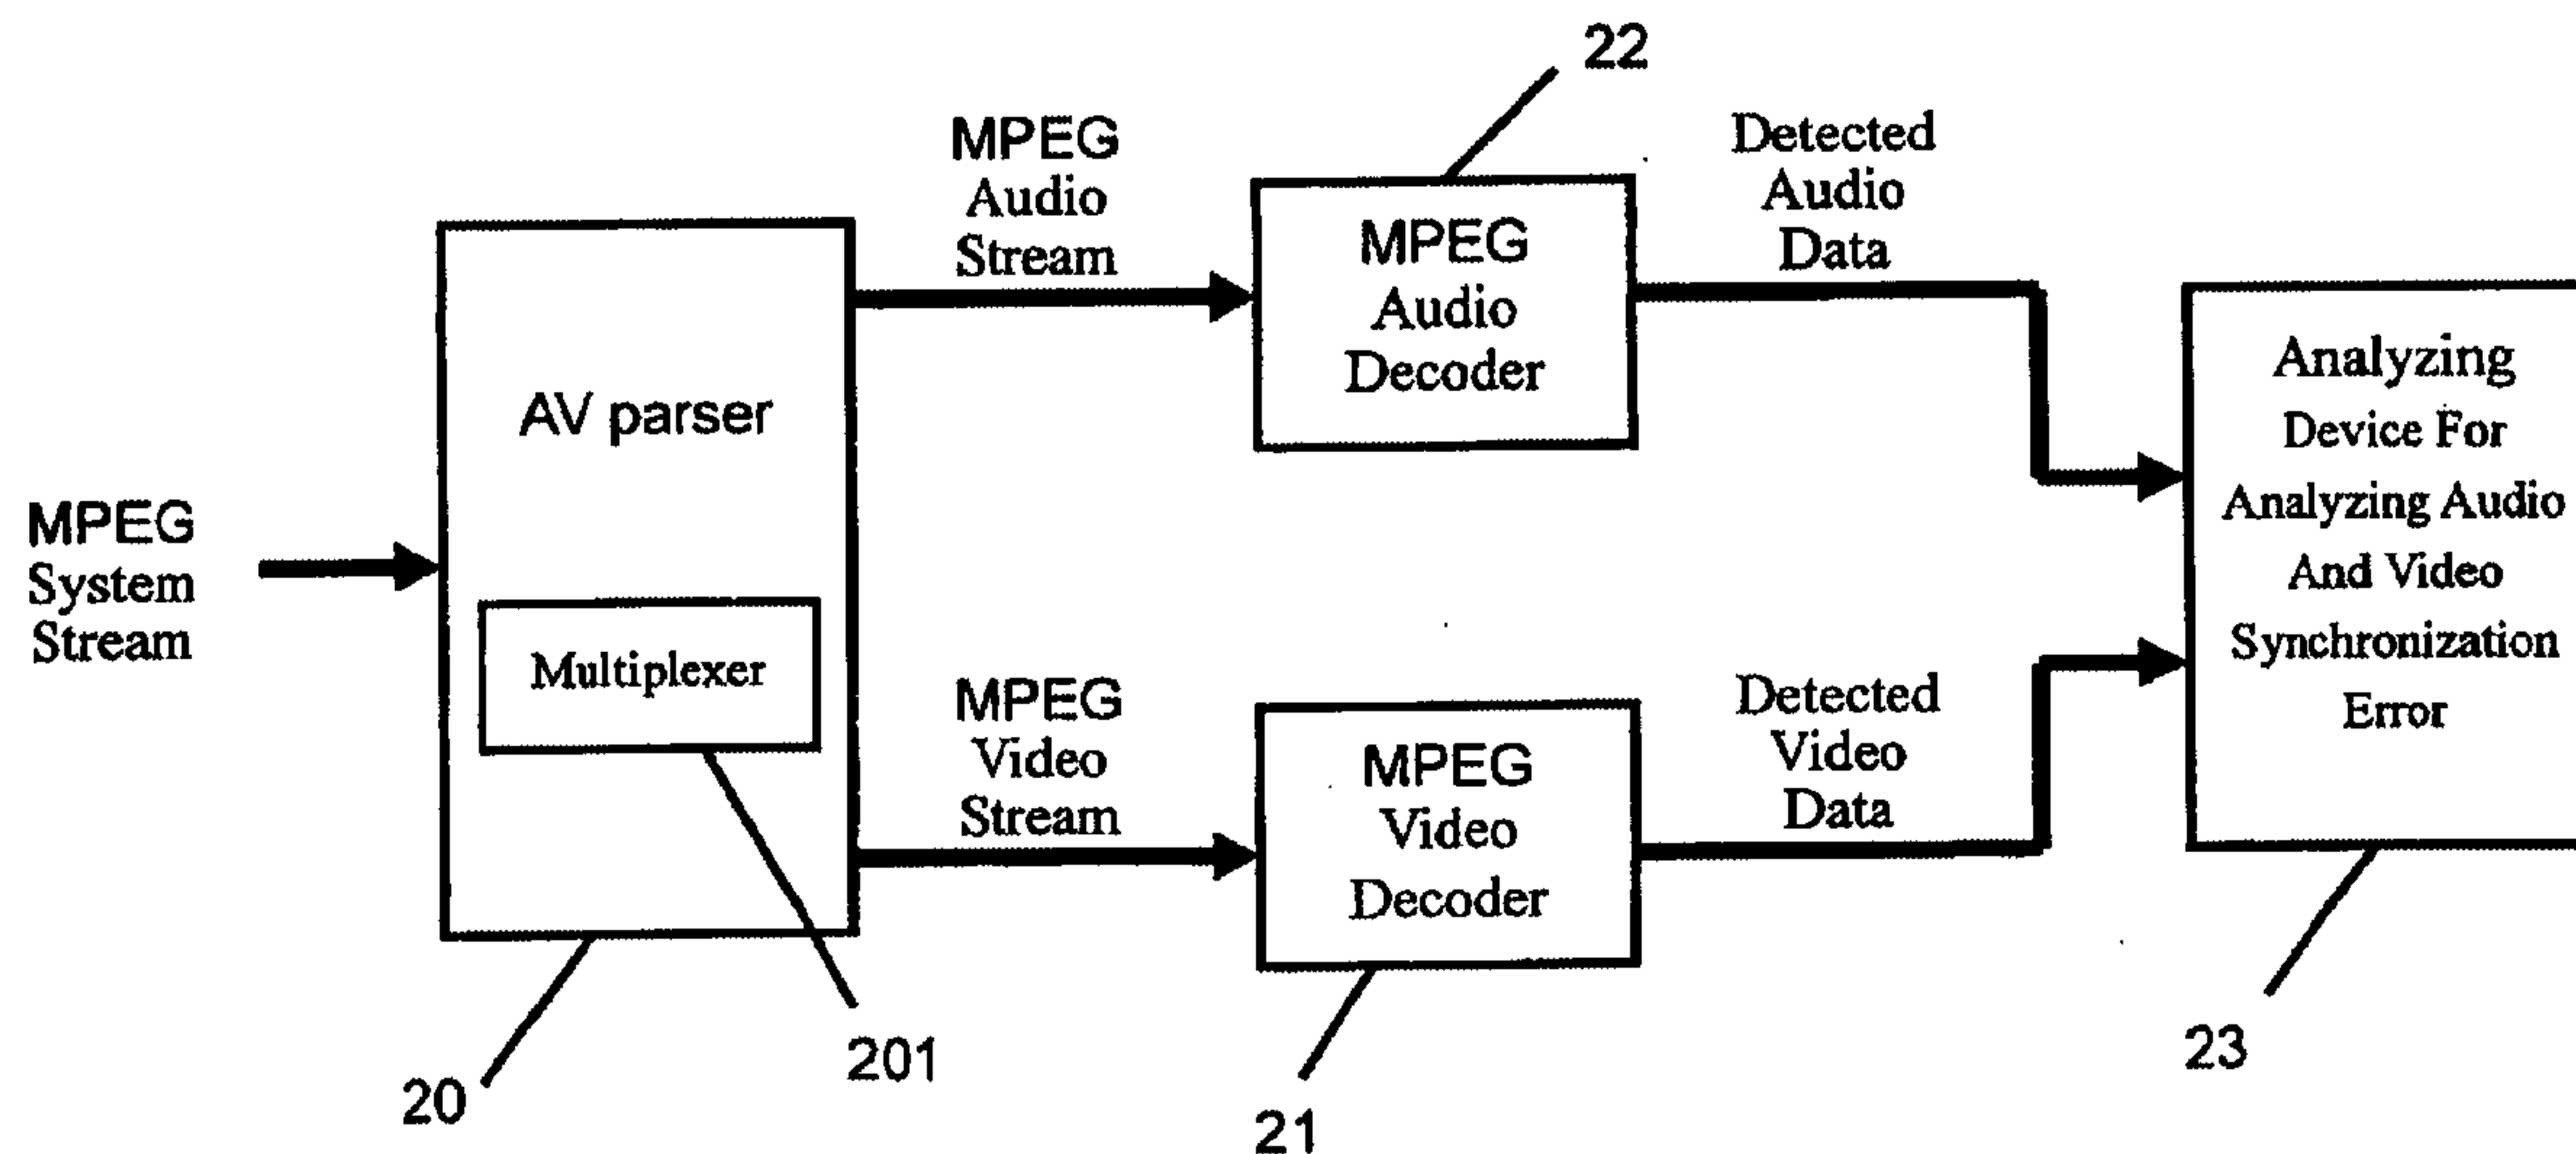 MPEG
System
Stream
AV parser
Multiplexer
20
201
MPEG
Audio
Stream
MPEG
Video
Stream
22
MPEG
Audio
Decoder
MPEG
Video
Decoder
21
Detected
Audio
Data
Detected
Video
Data
Analyzing
Device For
Analyzing Audio
And Video
Synchronization
Error
23